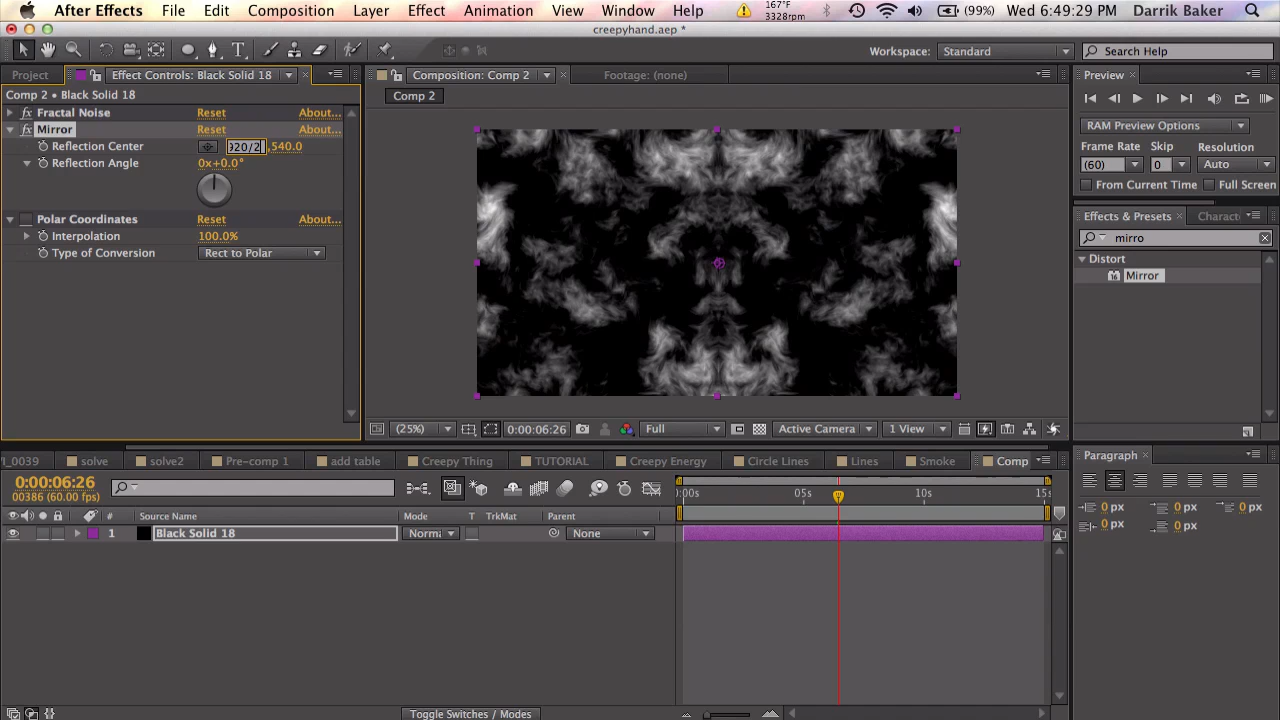 After Effects File Edit Composition Layer Effect Animation View Window Help 167°F 3328rpm (99%) Wed 6:49:29 PM Darrik Baker
creepyhand.aep *
Workspace: Standard Search Help
Project Effect Controls: Black Solid 18 Composition: Comp 2 Footage: (none) Preview
Comp 2 • Black Solid 18
Comp 2
Fractal Noise Reset About...
Mirror Reset About...
Reflection Center 920/2 ,540.0
Reflection Angle 0x+0.0°
Polar Coordinates Reset About...
Interpolation 100.0%
Type of Conversion Rect to Polar
RAM Preview Options
Frame Rate Skip Resolution
(60) 0 Auto
From Current Time Full Screen
Effects & Presets Charact
mirro
Distort
Mirror
(25%) 0:00:06:26 Full Active Camera 1 View
1_0039 solve solve2 Pre-comp 1 add table Creepy Thing TUTORIAL Creepy Energy Circle Lines Lines Smoke Comp
Paragraph
0:00:06:26
00386 (60.00 fps)
:00s 05s 10s 15s
# Source Name Mode T TrkMat Parent
1 Black Solid 18 Norma None
0 px 0 px 0 px
0 px 0 px
Toggle Switches / Modes